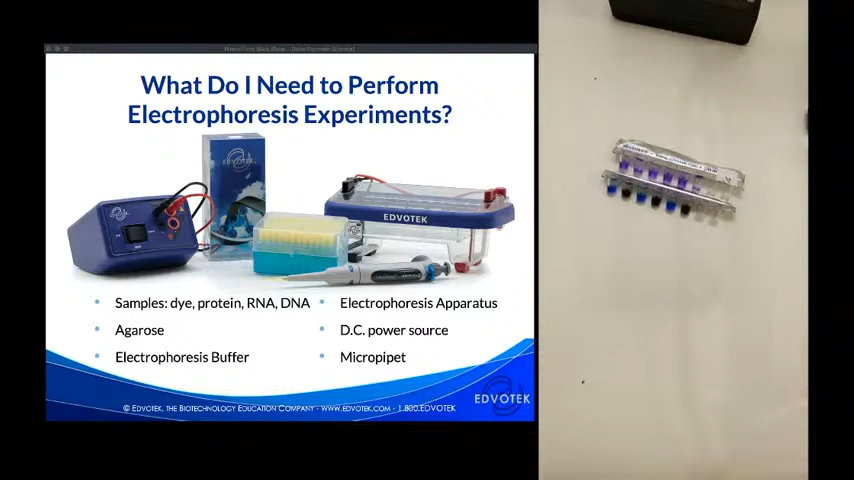 What Do I Need to Perform
Electrophoresis Experiments?
EDVOTEK
EDVOTEK
Samples: dye, protein, RNA, DNA
Agarose
Electrophoresis Buffer
Electrophoresis Apparatus
D.C. power source
Micropipet
© EDVOTEK, THE BIOTECHNOLOGY EDUCATION COMPANY - WWW.EDVOTEK.COM - 1.800.EDVOTEK
EDVOTEK